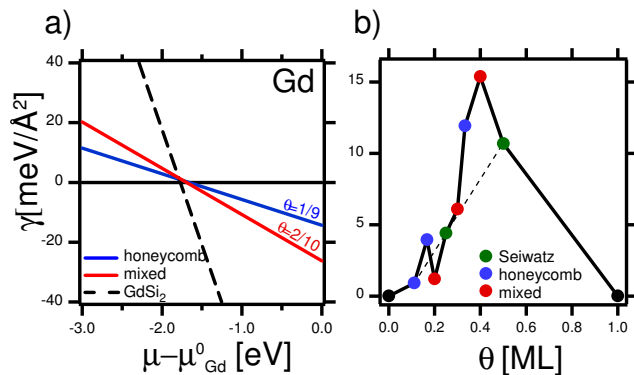 a)
b)
Gd
γ[meV/Å²]
40
20
0
-20
-40
θ=1/9
θ=2/10
honeycomb
mixed
GdSi₂
-3.0
-2.0
-1.0
0.0
μ−μ⁰Gd [eV]
15
10
5
0
Seiwatz
honeycomb
mixed
0.0
0.2
0.4
0.6
0.8
1.0
θ [ML]